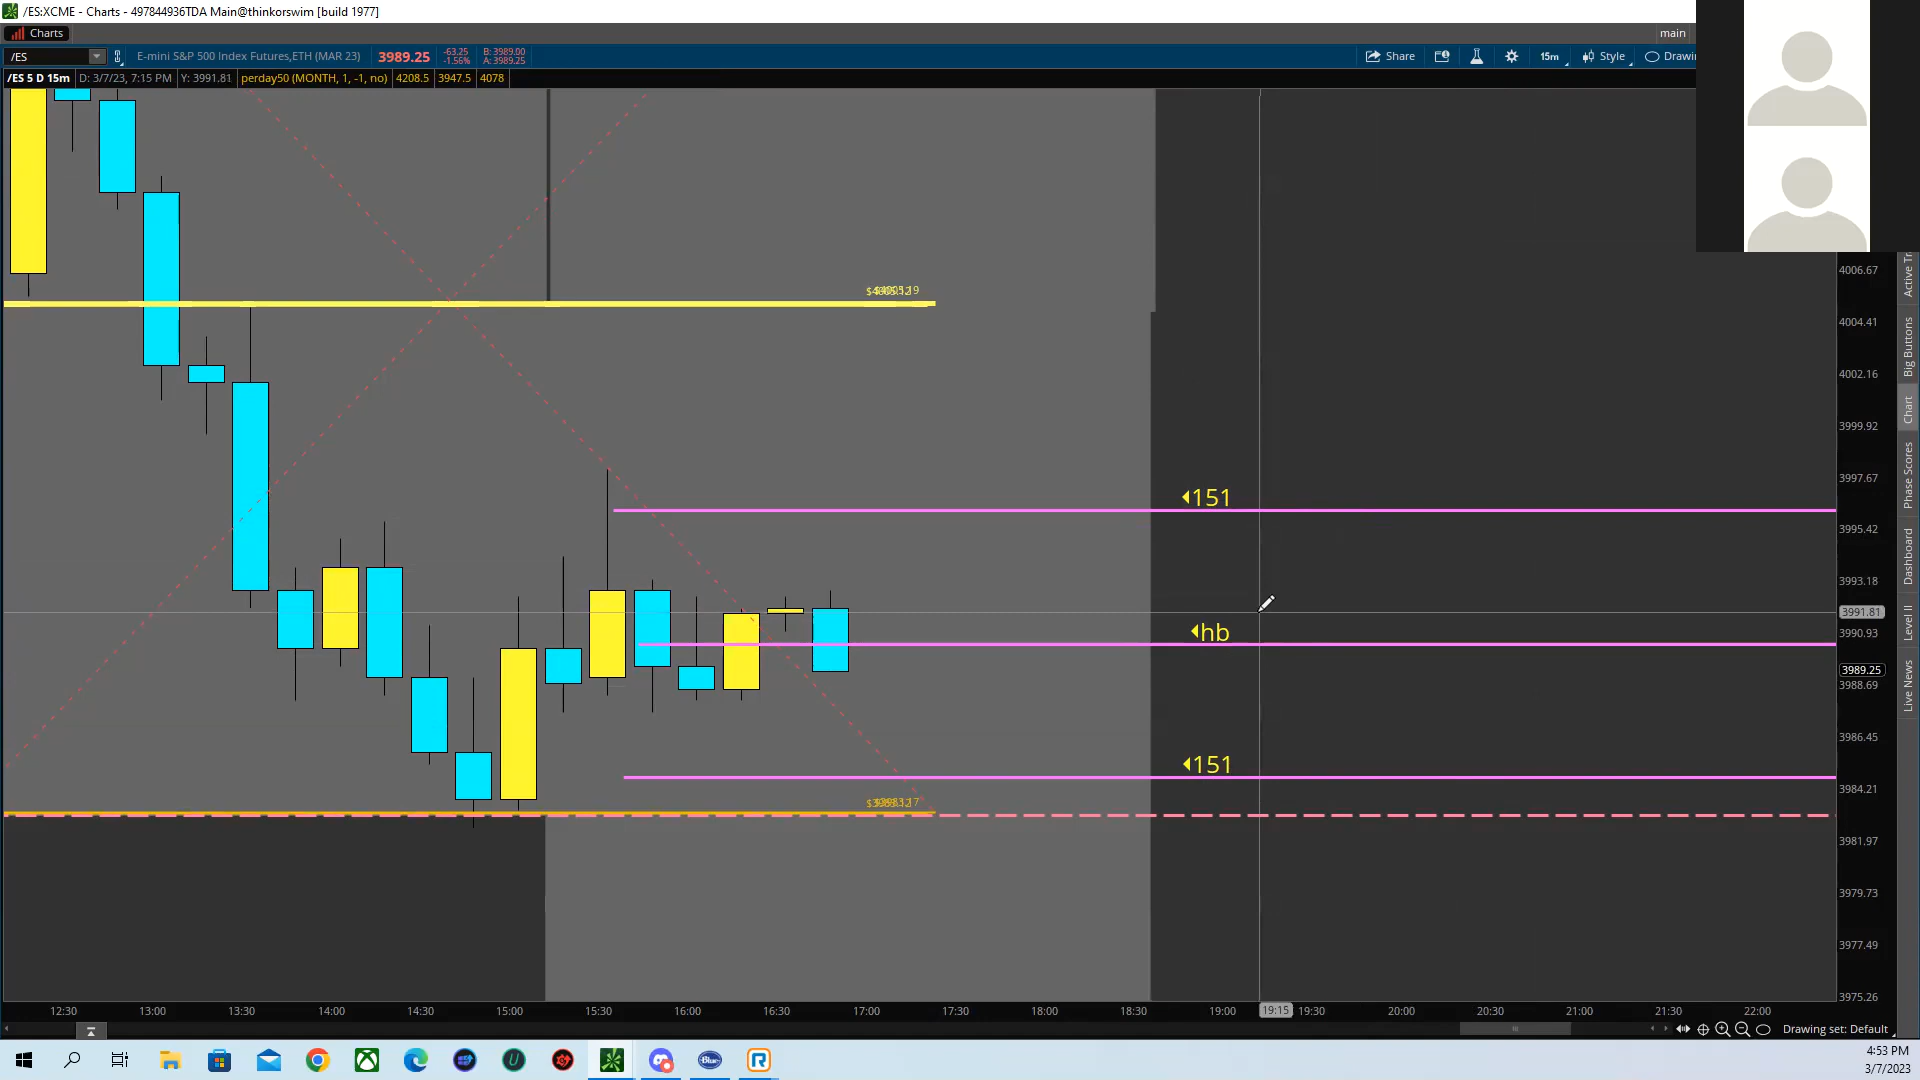 /ES:XCME - Charts - 497844936TDA Main@thinkorswim [build 1977]
Charts
main
/ES
E-mini S&P 500 Index Futures,ETH (MAR 23)
3989.25
-63.25
-1.56%
B: 3989.00
A: 3989.25
Share
15m
Style
/ES 5 D 15m
D: 3/7/23, 7:15 PM
Y: 3991.81
perday50 (MONTH, 1, -1, no)
4208.5
3947.5
4078
4006.67
4004.41
4002.16
3999.92
3997.67
3995.42
3993.18
3991.81
3990.93
3989.25
3988.69
3986.45
3984.21
3981.97
3979.73
3977.49
3975.26
151
hb
151
Big Buttons
Chart
Phase Scores
Dashboard
Level II
Live News
12:30
13:00
13:30
14:00
14:30
15:00
15:30
16:00
16:30
17:00
17:30
18:00
18:30
19:00
19:15
19:30
20:00
20:30
21:00
21:30
22:00
Drawing set: Default
4:53 PM
3/7/2023